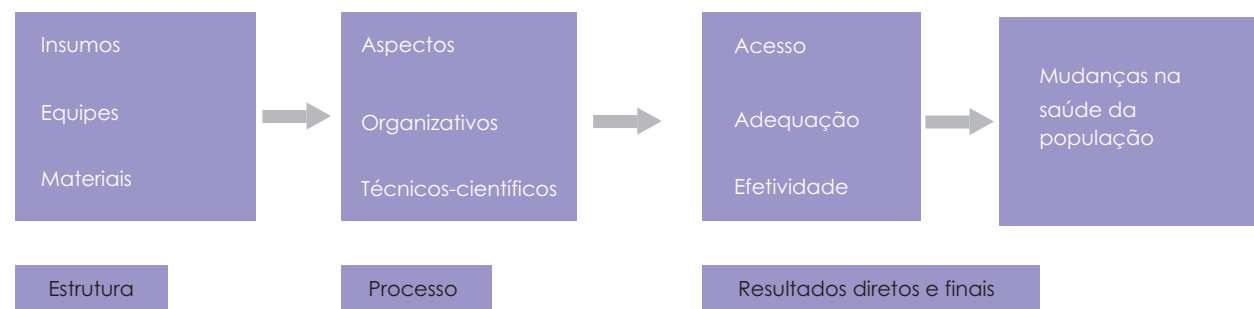 Insumos
Equipes
Materiais
Aspectos
Organizativos
Técnicos-científicos
Acesso
Adequação
Efetividade
Mudanças na
saúde da
população
Estrutura
Processo
Resultados diretos e finais